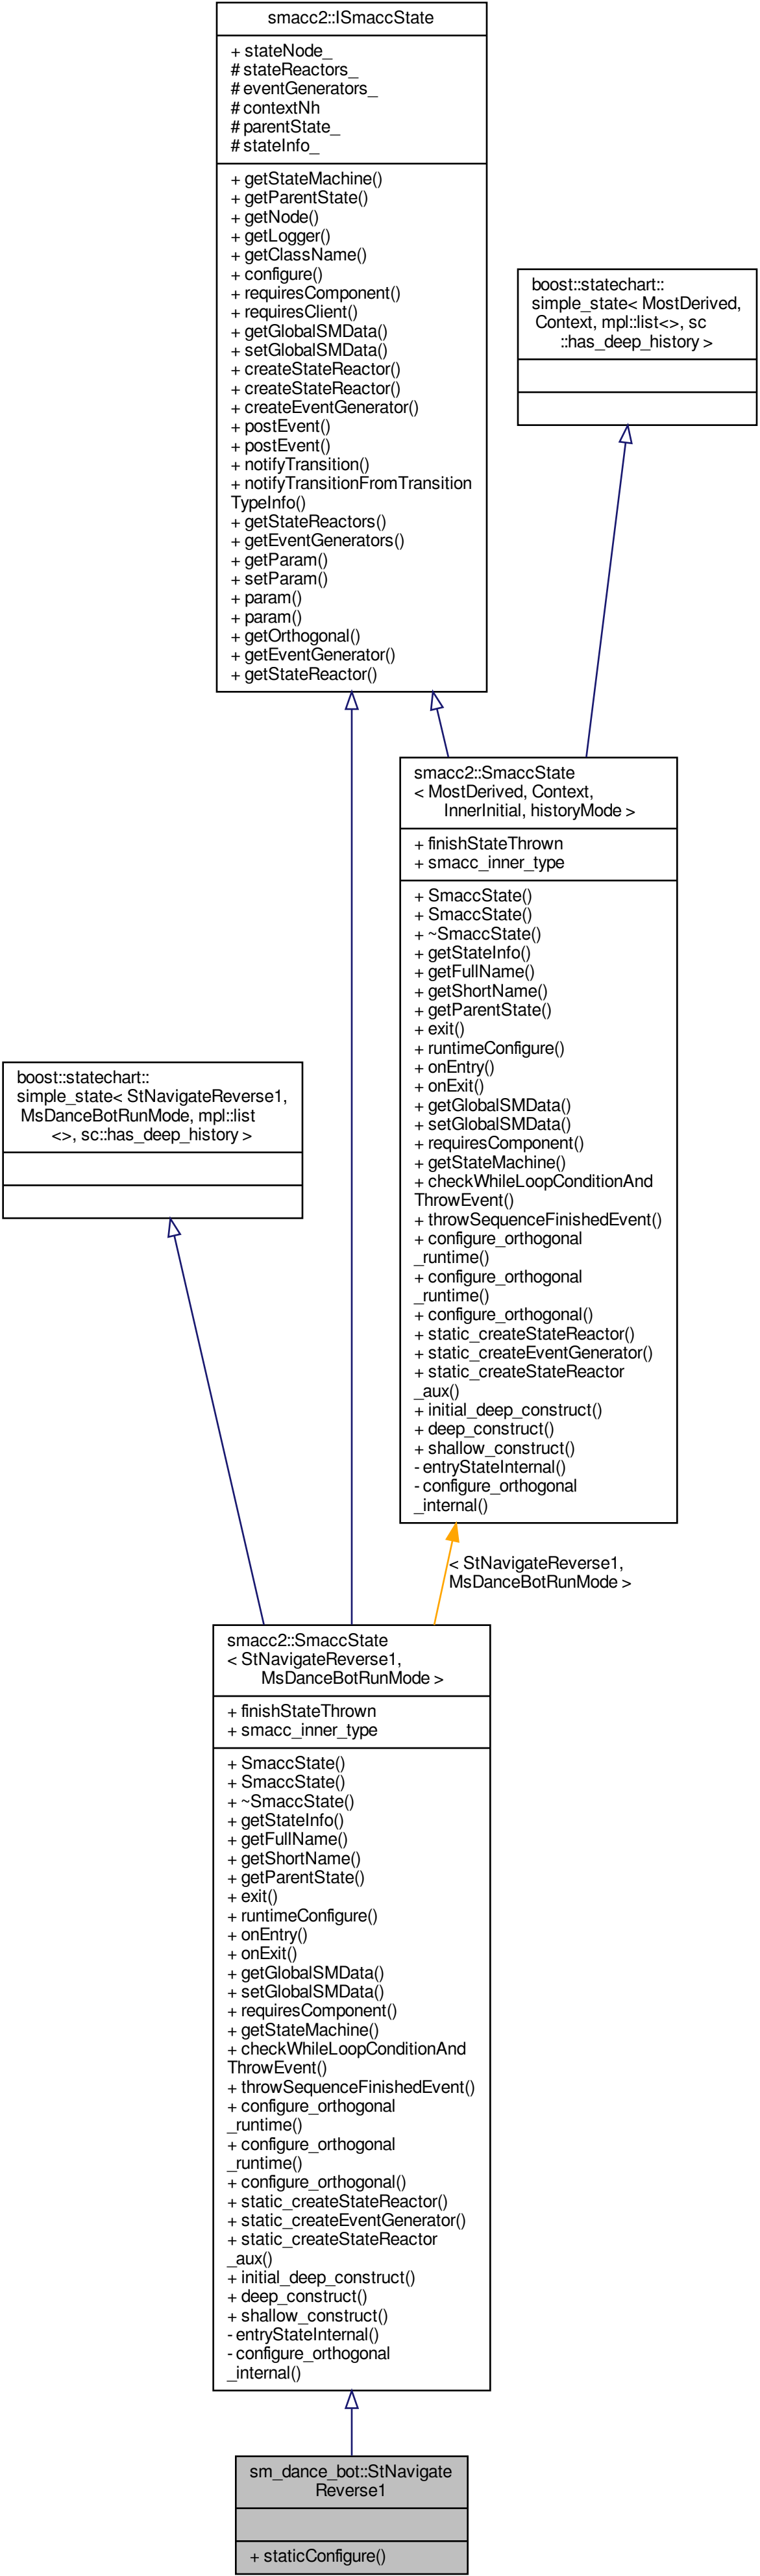 smacc2::ISmaccState
+ stateNode_
# stateReactors_
# eventGenerators_
# contextNh
# parentState_
# stateInfo_
+ getStateMachine()
+ getParentState()
+ getNode()
+ getLogger()
+ getClassName()
+ configure()
+ requiresComponent()
+ requiresClient()
+ getGlobalSMData()
+ setGlobalSMData()
+ createStateReactor()
+ createStateReactor()
+ createEventGenerator()
+ postEvent()
+ postEvent()
+ notifyTransition()
+ notifyTransitionFromTransition
TypeInfo()
+ getStateReactors()
+ getEventGenerators()
+ getParam()
+ setParam()
+ param()
+ param()
+ getOrthogonal()
+ getEventGenerator()
+ getStateReactor()
boost::statechart::
simple_state< MostDerived,
Context, mpl::list<>, sc
::has_deep_history >
smacc2::SmaccState
< MostDerived, Context,
InnerInitial, historyMode >
+ finishStateThrown
+ smacc_inner_type
+ SmaccState()
+ SmaccState()
+ ~SmaccState()
+ getStateInfo()
+ getFullName()
+ getShortName()
+ getParentState()
+ exit()
+ runtimeConfigure()
+ onEntry()
+ onExit()
+ getGlobalSMData()
+ setGlobalSMData()
+ requiresComponent()
+ getStateMachine()
+ checkWhileLoopConditionAnd
ThrowEvent()
+ throwSequenceFinishedEvent()
+ configure_orthogonal
_runtime()
+ configure_orthogonal
_runtime()
+ configure_orthogonal()
+ static_createStateReactor()
+ static_createEventGenerator()
+ static_createStateReactor
_aux()
+ initial_deep_construct()
+ deep_construct()
+ shallow_construct()
- entryStateInternal()
- configure_orthogonal
_internal()
boost::statechart::
simple_state< StNavigateReverse1,
MsDanceBotRunMode, mpl::list
<>, sc::has_deep_history >
< StNavigateReverse1,
MsDanceBotRunMode >
smacc2::SmaccState
< StNavigateReverse1,
MsDanceBotRunMode >
+ finishStateThrown
+ smacc_inner_type
+ SmaccState()
+ SmaccState()
+ ~SmaccState()
+ getStateInfo()
+ getFullName()
+ getShortName()
+ getParentState()
+ exit()
+ runtimeConfigure()
+ onEntry()
+ onExit()
+ getGlobalSMData()
+ setGlobalSMData()
+ requiresComponent()
+ getStateMachine()
+ checkWhileLoopConditionAnd
ThrowEvent()
+ throwSequenceFinishedEvent()
+ configure_orthogonal
_runtime()
+ configure_orthogonal
_runtime()
+ configure_orthogonal()
+ static_createStateReactor()
+ static_createEventGenerator()
+ static_createStateReactor
_aux()
+ initial_deep_construct()
+ deep_construct()
+ shallow_construct()
- entryStateInternal()
- configure_orthogonal
_internal()
sm_dance_bot::StNavigate
Reverse1
+ staticConfigure()